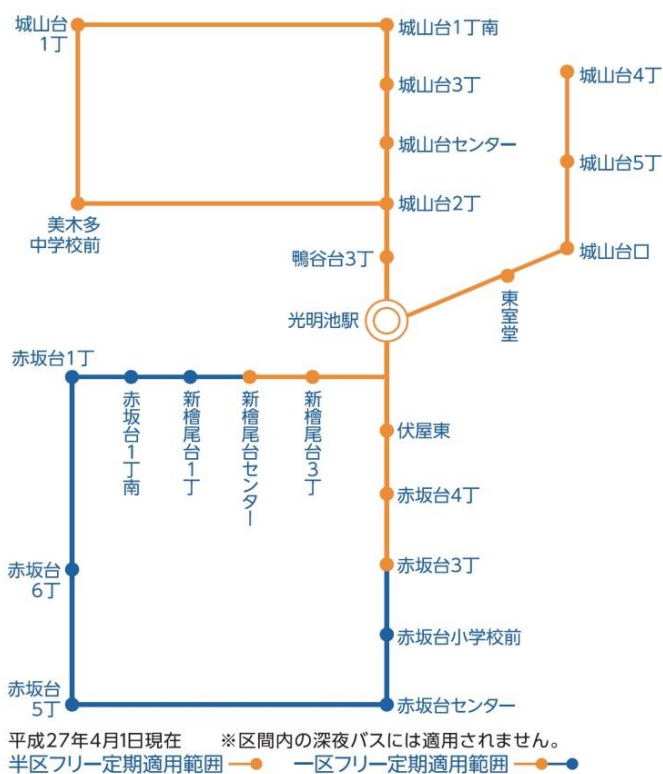 城山台
1丁
城山台1丁南
城山台3丁
城山台センター
城山台2丁
美木多
中学校前
鴨谷台3丁
城山台4丁
城山台5丁
城山台口
東室堂
光明池駅
赤坂台1丁
赤坂台1丁南
新檜尾台1丁
新檜尾台センター
新檜尾台3丁
伏屋東
赤坂台4丁
赤坂台3丁
赤坂台
6丁
赤坂台小学校前
赤坂台
5丁
赤坂台センター
平成27年4月1日現在 ※区間内の深夜バスには適用されません。
半区フリー定期適用範囲 一区フリー定期適用範囲